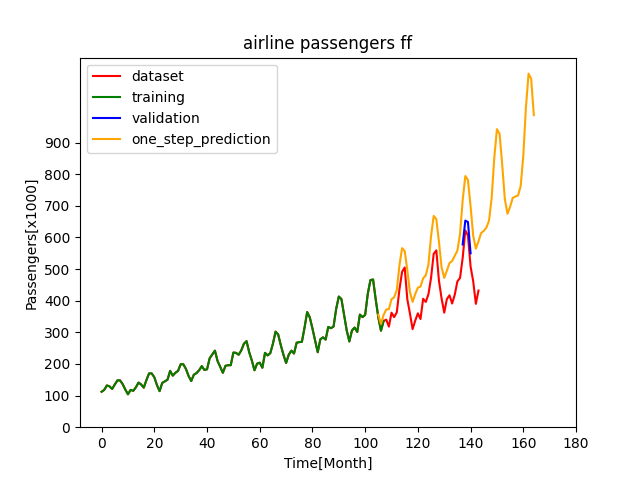 airline passengers ff
dataset
training
validation
one_step_prediction
Passengers[x1000]
900
800
700
600
500
400
300
200
100
0
0 20 40 60 80 100 120 140 160 180
Time[Month]